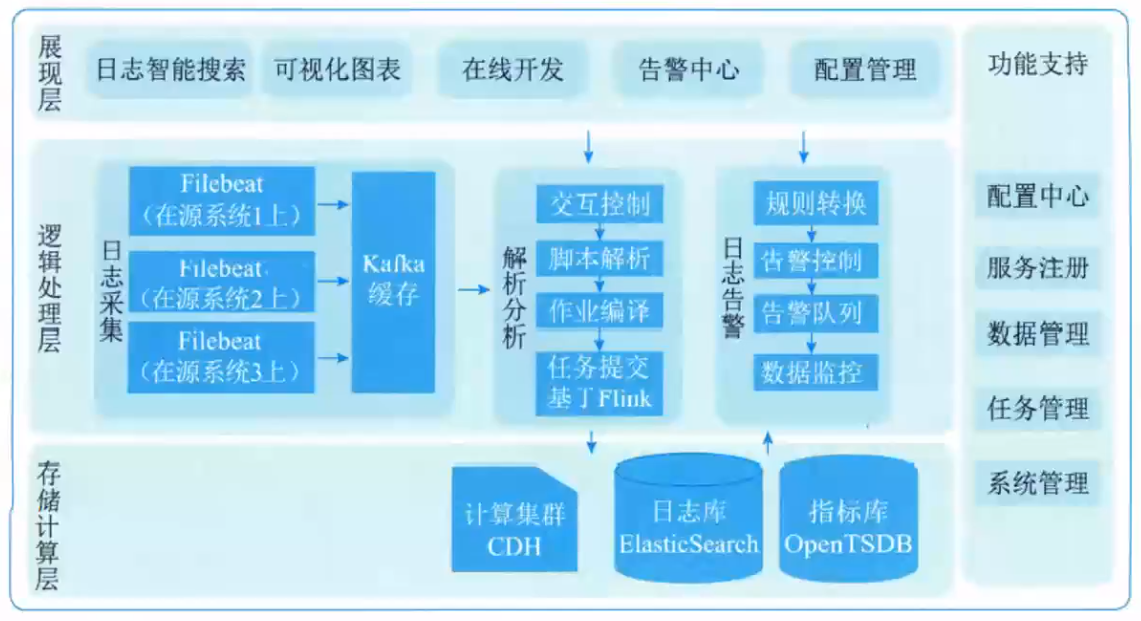 展现层
日志智能搜索
可视化图表
在线开发
告警中心
配置管理
逻辑处理层
日志采集
Filebeat
(在源系统1上)
Filebeat
(在源系统2上)
Filebeat
(在源系统3上)
Kafka
缓存
解析分析
交互控制
脚本解析
作业编译
任务提交
基于Flink
日志告警
规则转换
告警控制
告警队列
数据监控
存储计算层
计算集群
CDH
日志库
ElasticSearch
指标库
OpenTSDB
功能支持
配置中心
服务注册
数据管理
任务管理
系统管理